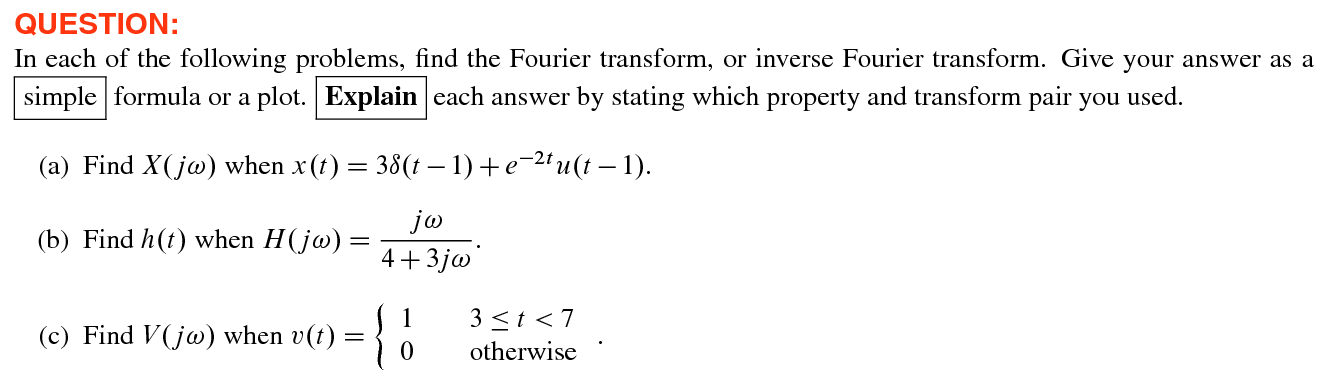 QUESTION:
In each of the following problems, find the Fourier transform, or inverse Fourier transform. Give your answer as a
simple formula or a plot. Explain each answer by stating which property and transform pair you used.
(a) Find X(jω) when x(t) = 3δ(t − 1) + e^{−2t}u(t − 1).
(b) Find h(t) when H(jω) = \frac{jω}{4 + 3jω}.
(c) Find V(jω) when v(t) = { 1 3 ≤ t < 7
0 otherwise .